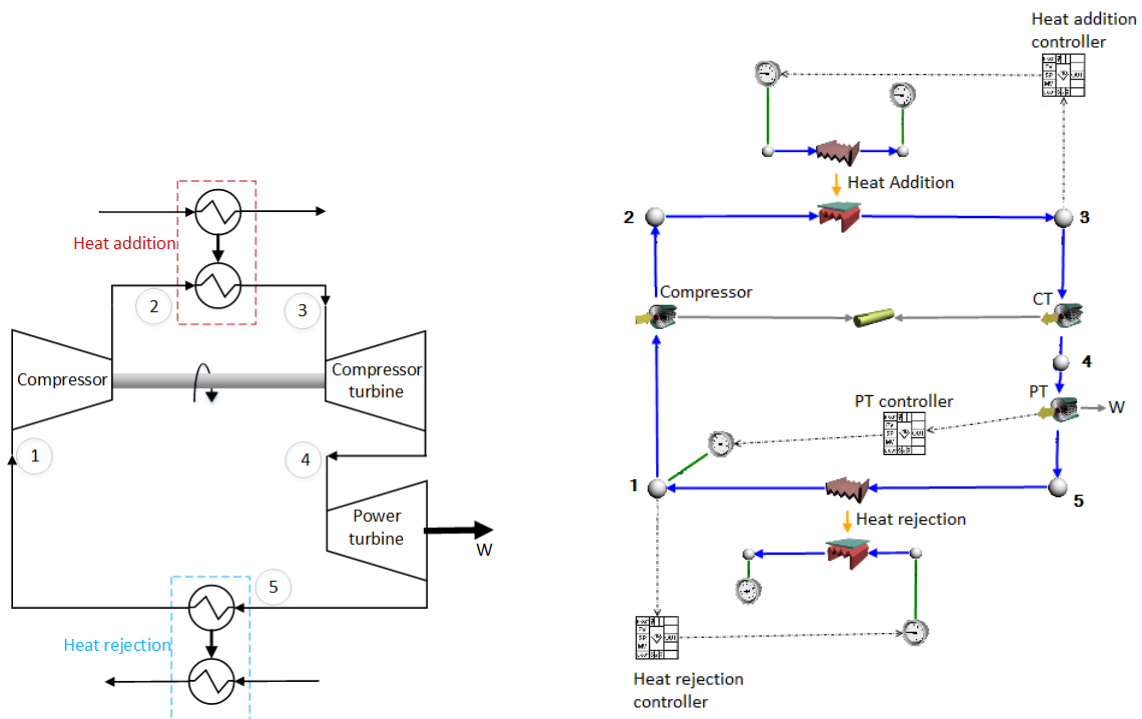 Heat addition
2
3
Compressor
Compressor
turbine
1
4
Power
turbine
W
5
Heat rejection
Heat addition
controller
Heat Addition
2
3
Compressor
CT
4
PT controller
PT
W
1
5
Heat rejection
Heat rejection
controller